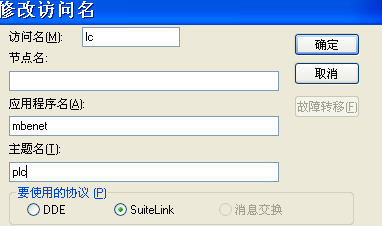 修改访问名
访问名(M): lc
确定
节点名:
取消
应用程序名(A):
故障转移(F)
mbenet
主题名(T):
plc
要使用的协议 (P)
DDE SuiteLink 消息交换